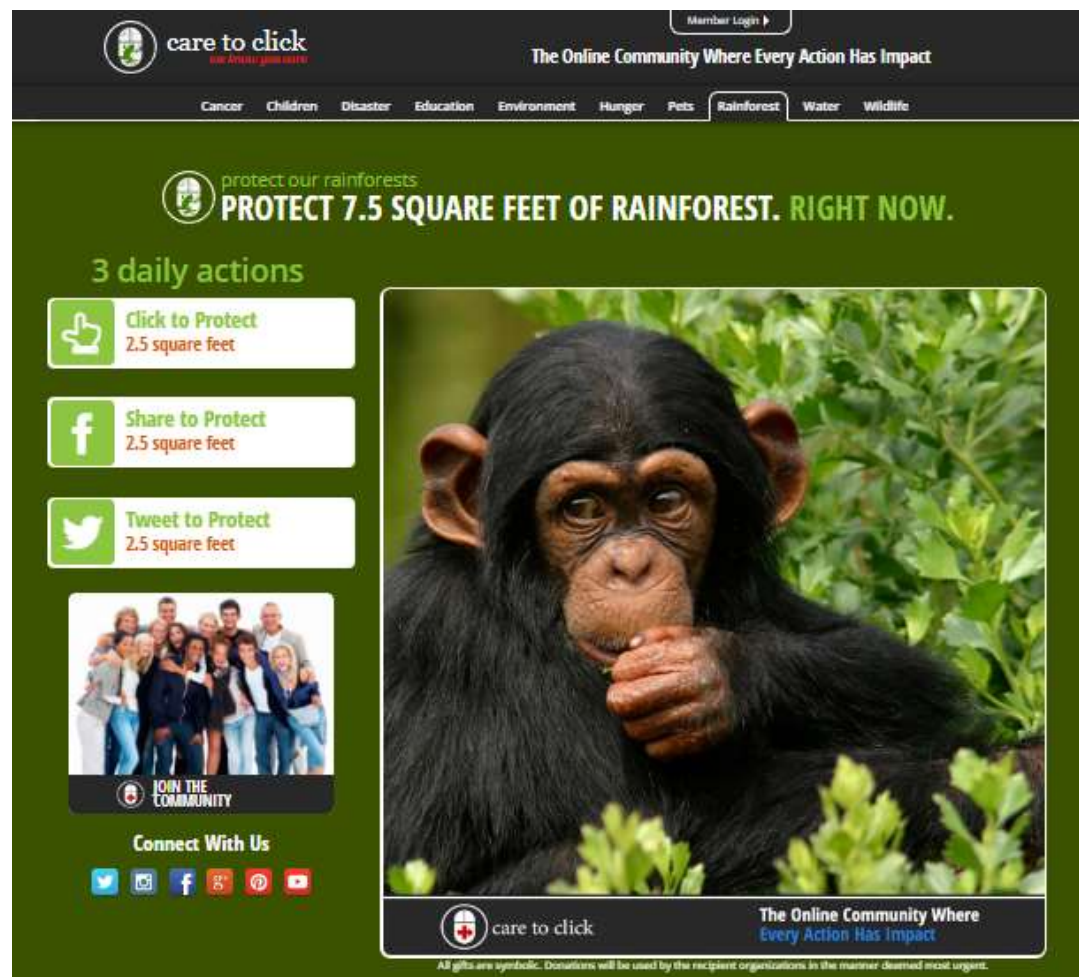 Member Login
care to click
we know you care
The Online Community Where Every Action Has Impact
Cancer Children Disaster Education Environment Hunger Pets Rainforest Water Wildlife
protect our rainforests
PROTECT 7.5 SQUARE FEET OF RAINFOREST. RIGHT NOW.
3 daily actions
Click to Protect
2.5 square feet
Share to Protect
2.5 square feet
Tweet to Protect
2.5 square feet
JOIN THE
COMMUNITY
Connect With Us
care to click
The Online Community Where
Every Action Has Impact
All gifts are symbolic. Donations will be used by the recipient organizations in the manner deemed most urgent.